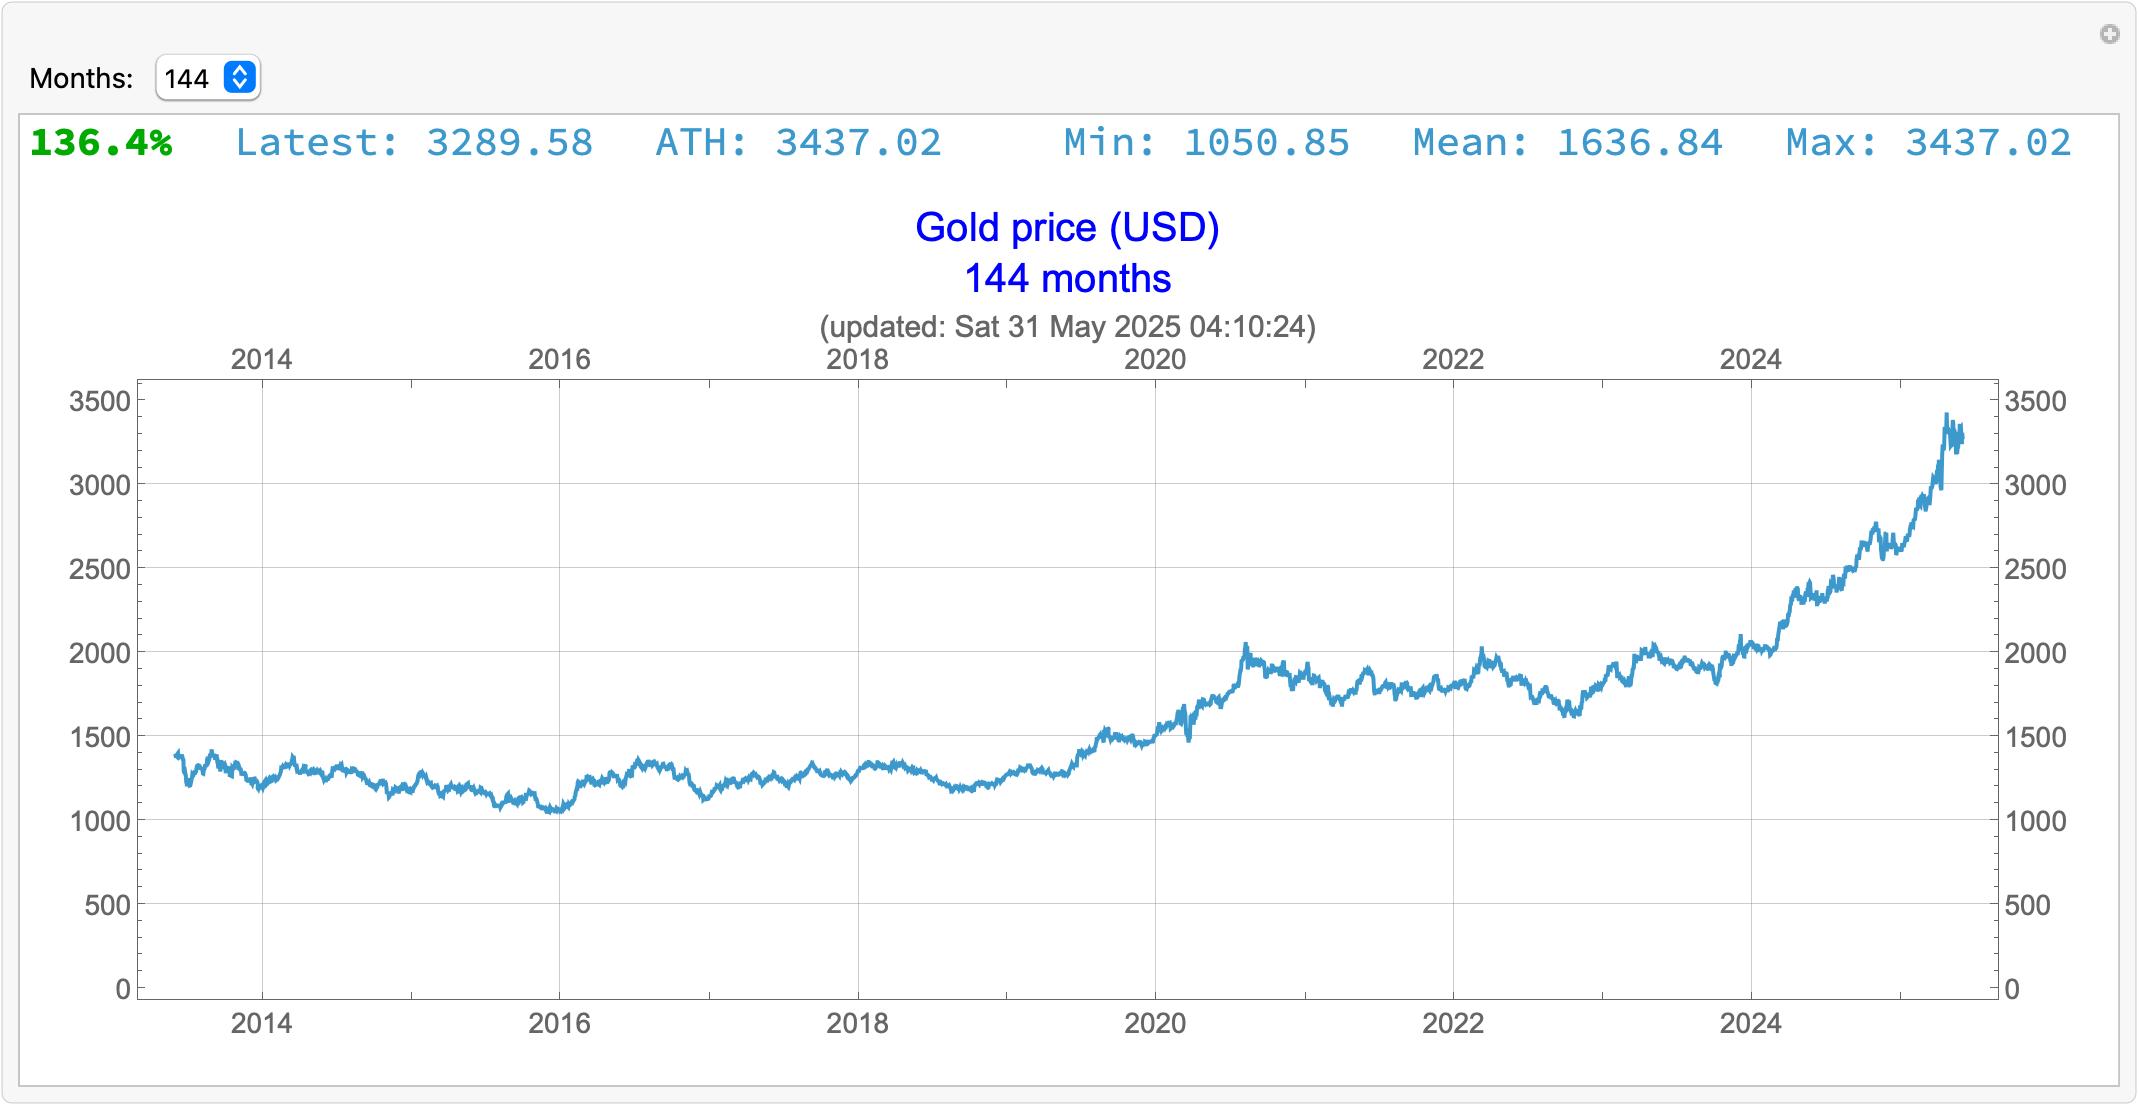 Months: 144
136.4% Latest: 3289.58 ATH: 3437.02 Min: 1050.85 Mean: 1636.84 Max: 3437.02
Gold price (USD)
144 months
(updated: Sat 31 May 2025 04:10:24)
2014 2016 2018 2020 2022 2024
3500 3500
3000 3000
2500 2500
2000 2000
1500 1500
1000 1000
500 500
0 0
2014 2016 2018 2020 2022 2024